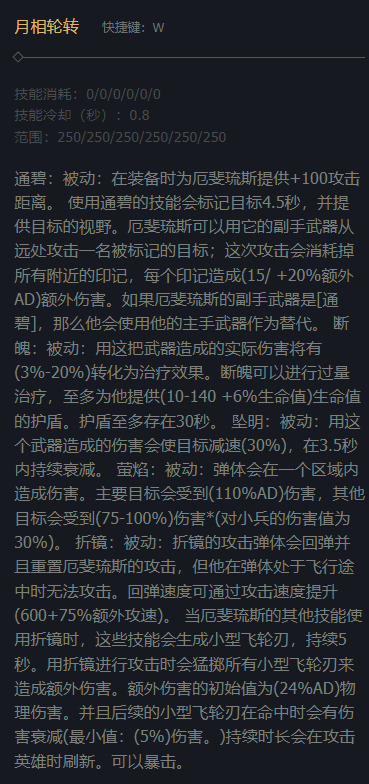 月相轮转 快捷键：W
技能消耗：0/0/0/0/0/0
技能冷却（秒）：0.8
范围：250/250/250/250/250/250
通碧：被动：在装备时为厄斐琉斯提供+100攻击
距离。 使用通碧的技能会标记目标4.5秒，并提
供目标的视野。厄斐琉斯可以用它的副手武器从
远处攻击一名被标记的目标；这次攻击会消耗掉
所有附近的印记，每个印记造成(15/ +20%额外
AD)额外伤害。如果厄斐琉斯的副手武器是[通
碧]，那么他会使用他的主手武器作为替代。 断
魄：被动：用这把武器造成的实际伤害将有
(3%-20%)转化为治疗效果。断魄可以进行过量
治疗，至多为他提供(10-140 +6%生命值)生命值
的护盾。护盾至多存在30秒。 坠明：被动：用这
个武器造成的伤害会使目标减速(30%)，在3.5秒
内持续衰减。 萤焰：被动：弹体会在一个区域内
造成伤害。主要目标会受到(110%AD)伤害，其他
目标会受到(75-100%)伤害*(对小兵的伤害值为
30%)。 折镜：被动：折镜的攻击弹体会回弹并
且重置厄斐琉斯的攻击，但他在弹体处于飞行途
中时无法攻击。回弹速度可通过攻击速度提升
(600+75%额外攻速)。 当厄斐琉斯的其他技能使
用折镜时，这些技能会生成小型飞轮刃，持续5
秒。用折镜进行攻击时会猛掷所有小型飞轮刃来
造成额外伤害。额外伤害的初始值为(24%AD)物
理伤害。并且后续的小型飞轮刃在命中时会有伤
害衰减(最小值：(5%)伤害。)持续时长会在攻击
英雄时刷新。可以暴击。